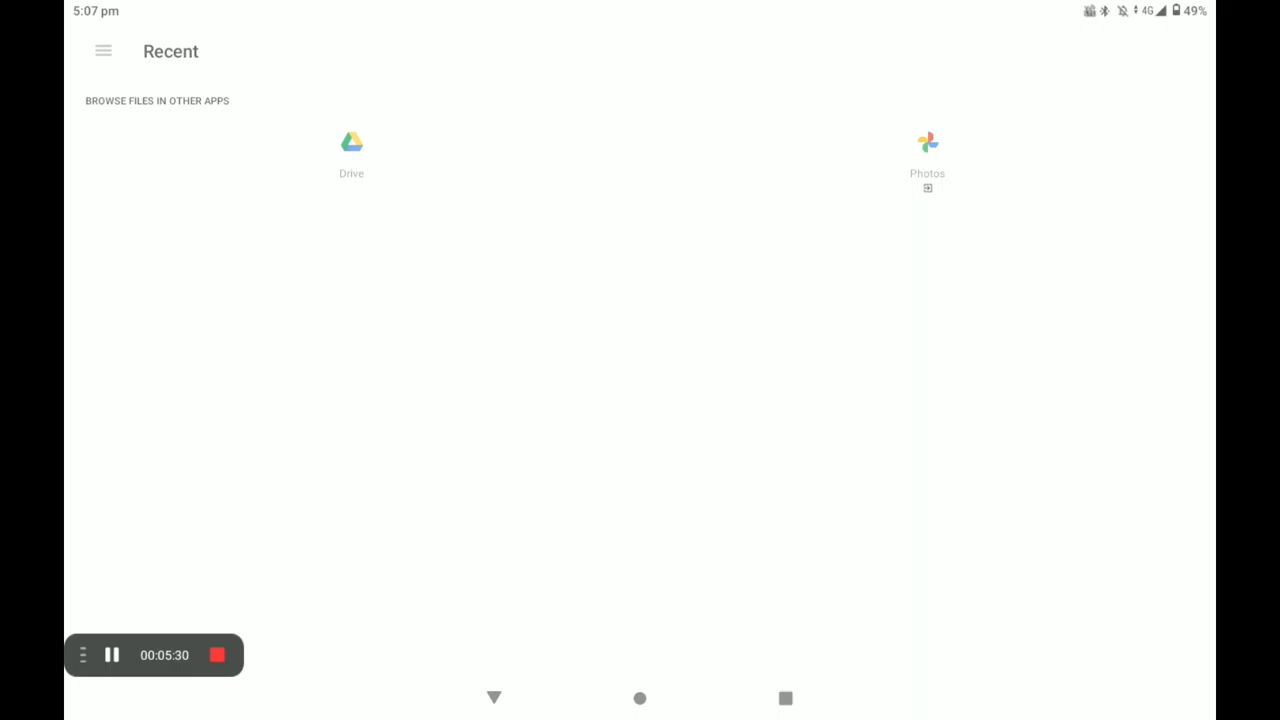 5:07 pm
4G 49%
Recent
BROWSE FILES IN OTHER APPS
Drive
Photos
00:05:30